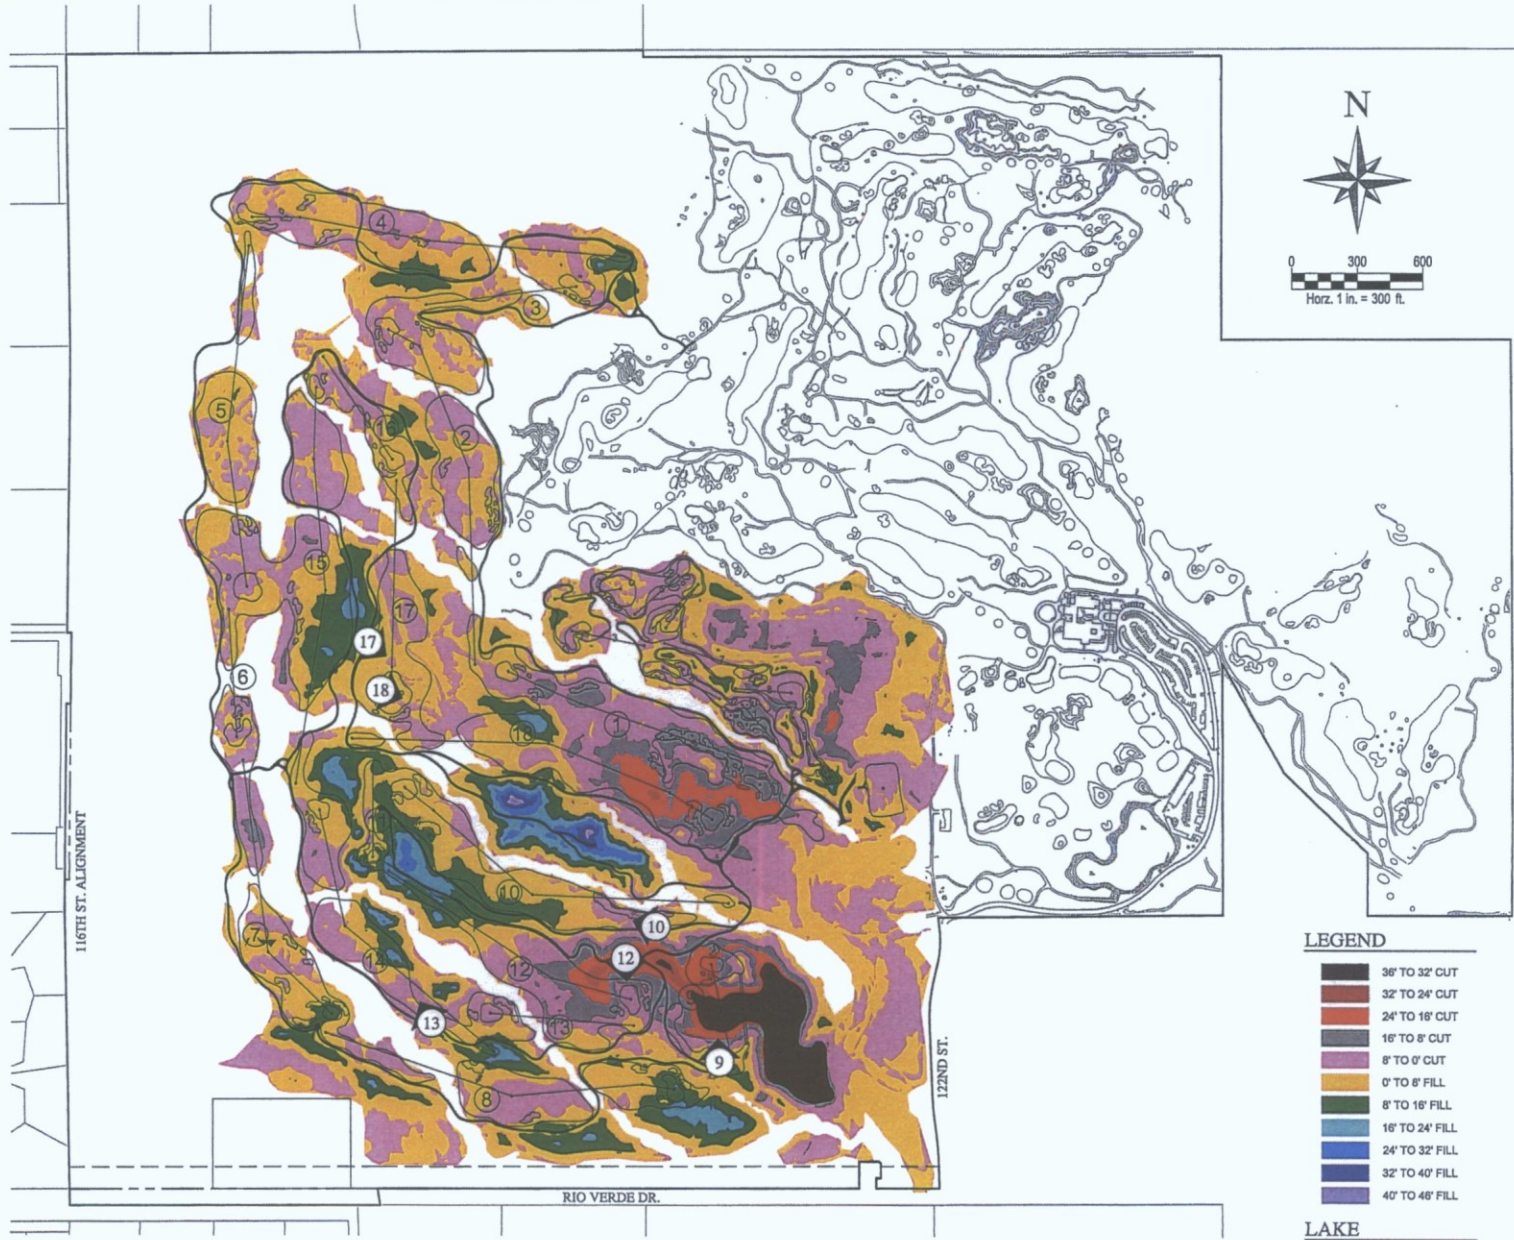 N
0 300 600
Horz. 1 in. = 300 ft.
4
3
5
2
16
15
17
17
6
18
1
18
11
10
10
7
14
12
12
13
13
9
8
116TH ST. ALIGNMENT
122ND ST.
RIO VERDE DR.
LEGEND
36' TO 32' CUT
32' TO 24' CUT
24' TO 16' CUT
16' TO 8' CUT
8' TO 0' CUT
0' TO 8' FILL
8' TO 16' FILL
16' TO 24' FILL
24' TO 32' FILL
32' TO 40' FILL
40' TO 46' FILL
LAKE